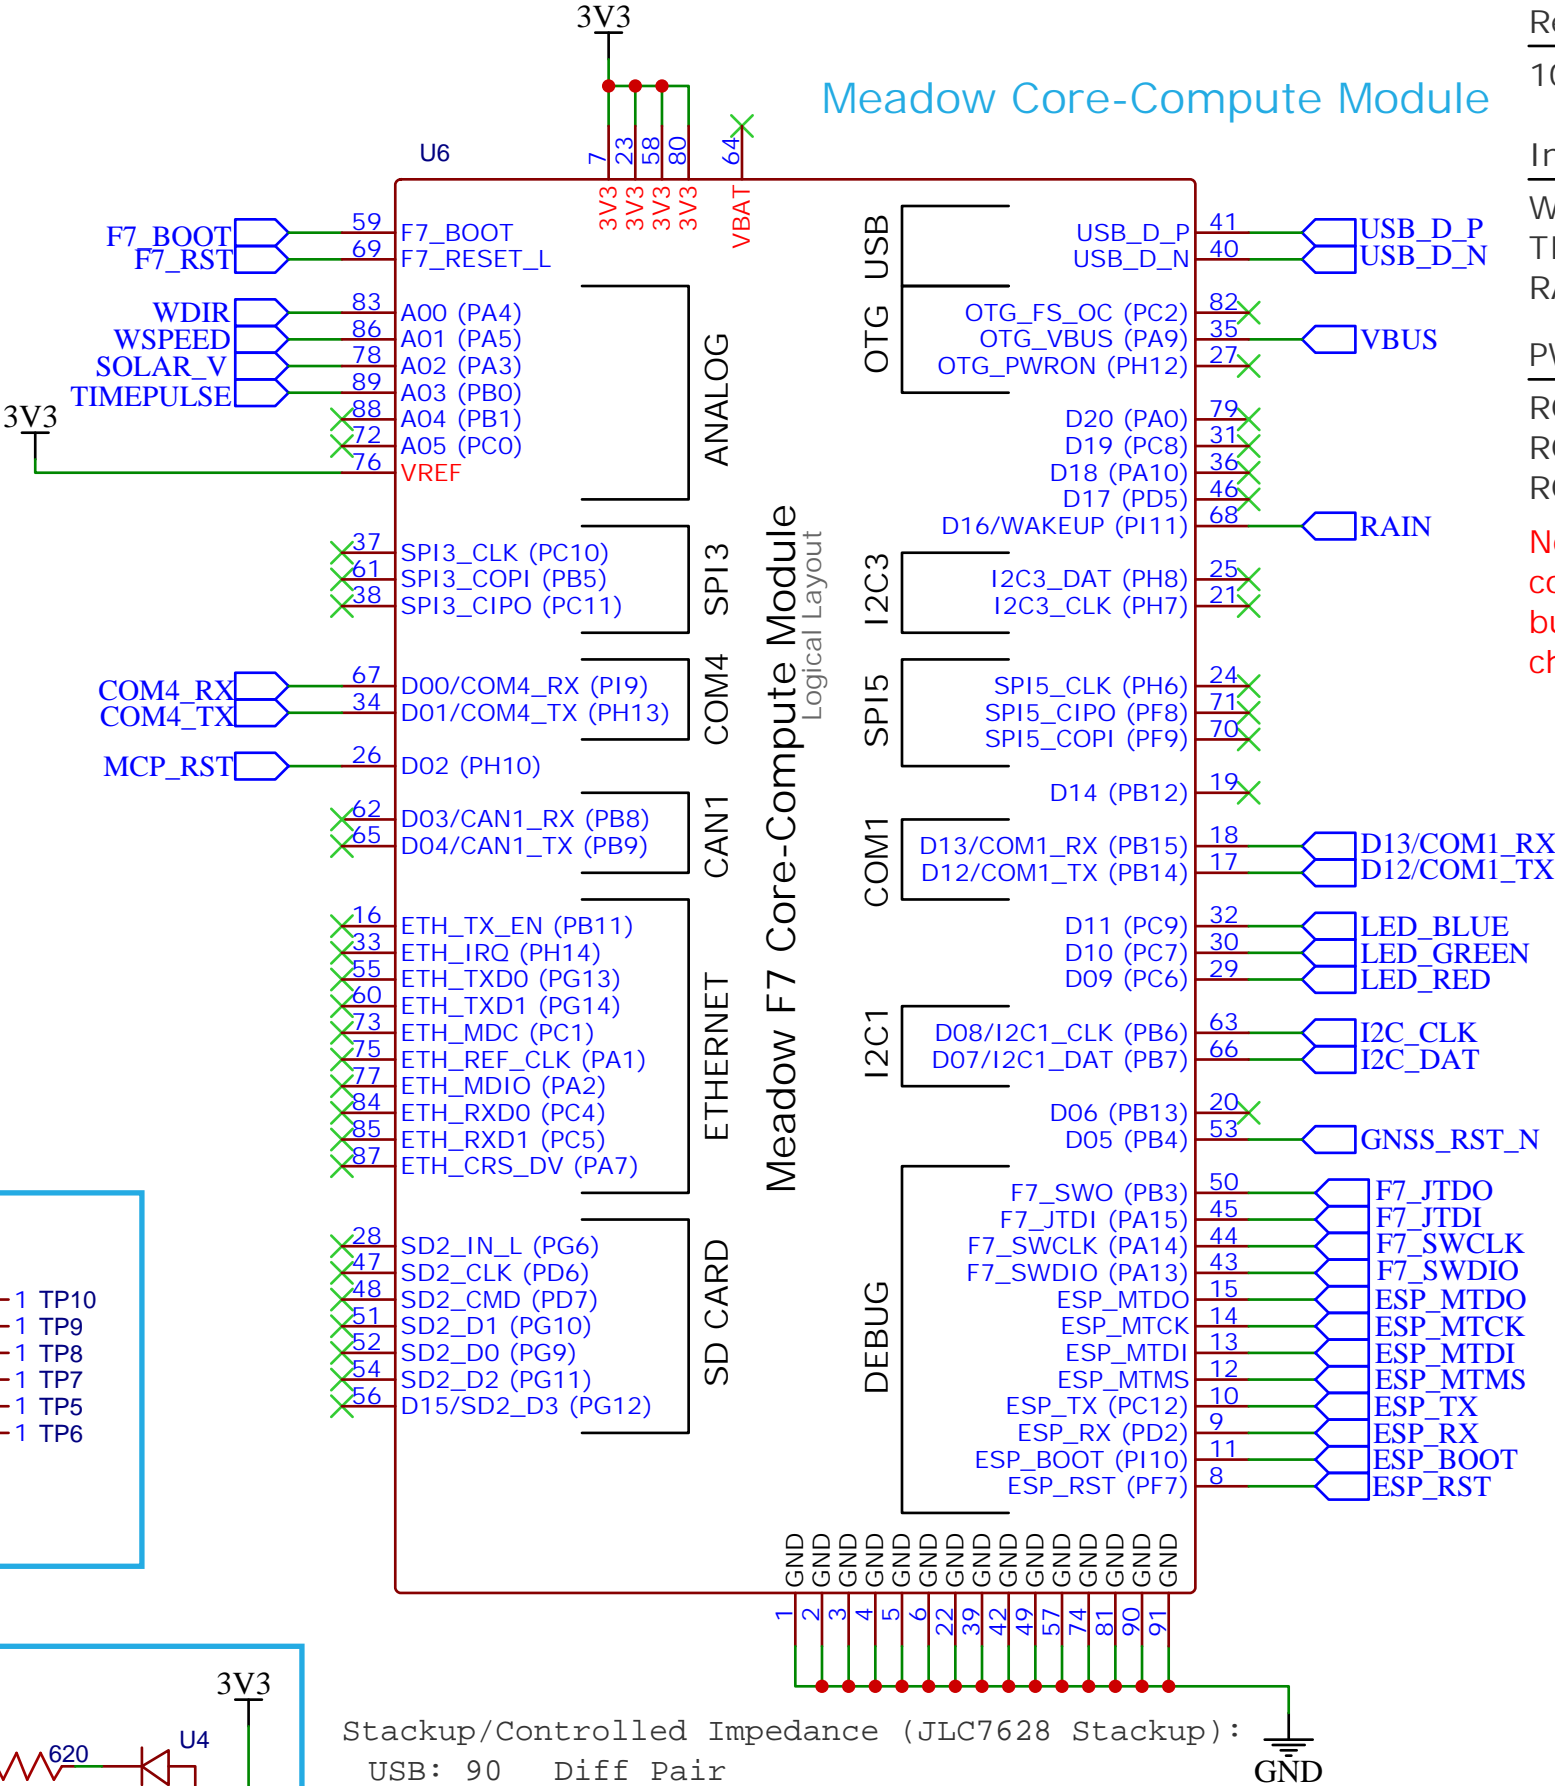 3V3
Meadow Core-Compute Module
U6
7
23
58
80
64
3V3
3V3
3V3
3V3
VBAT
F7_BOOT 59 F7_BOOT
F7_RST 69 F7_RESET_L
WDIR 83 A00 (PA4)
WSPEED 86 A01 (PA5)
SOLAR_V 78 A02 (PA3)
TIMEPULSE 89 A03 (PB0)
88 A04 (PB1)
72 A05 (PC0)
3V3
76 VREF
ANALOG
37 SPI3_CLK (PC10)
61 SPI3_COPI (PB5)
38 SPI3_CIPO (PC11)
SPI3
COM4_RX 67 D00/COM4_RX (PI9)
COM4_TX 34 D01/COM4_TX (PH13)
COM4
MCP_RST 26 D02 (PH10)
62 D03/CAN1_RX (PB8)
65 D04/CAN1_TX (PB9)
CAN1
16 ETH_TX_EN (PB11)
33 ETH_IRQ (PH14)
55 ETH_TXD0 (PG13)
60 ETH_TXD1 (PG14)
73 ETH_MDC (PC1)
75 ETH_REF_CLK (PA1)
77 ETH_MDIO (PA2)
84 ETH_RXD0 (PC4)
85 ETH_RXD1 (PC5)
87 ETH_CRS_DV (PA7)
ETHERNET
28 SD2_IN_L (PG6)
47 SD2_CLK (PD6)
48 SD2_CMD (PD7)
51 SD2_D1 (PG10)
52 SD2_D0 (PG9)
54 SD2_D2 (PG11)
56 D15/SD2_D3 (PG12)
SD CARD
Meadow F7 Core-Compute Module
Logical Layout
USB
USB_D_P 41 USB_D_P
USB_D_N 40 USB_D_N
OTG
OTG_FS_OC (PC2) 82
OTG_VBUS (PA9) 35 VBUS
OTG_PWRON (PH12) 27
D20 (PA0) 79
D19 (PC8) 31
D18 (PA10) 36
D17 (PD5) 46
D16/WAKEUP (PI11) 68 RAIN
I2C3
I2C3_DAT (PH8) 25
I2C3_CLK (PH7) 21
SPI5
SPI5_CLK (PH6) 24
SPI5_CIPO (PF8) 71
SPI5_COPI (PF9) 70
D14 (PB12) 19
COM1
D13/COM1_RX (PB15) 18 D13/COM1_RX
D12/COM1_TX (PB14) 17 D12/COM1_TX
D11 (PC9) 32 LED_BLUE
D10 (PC7) 30 LED_GREEN
D09 (PC6) 29 LED_RED
I2C1
D08/I2C1_CLK (PB6) 63 I2C_CLK
D07/I2C1_DAT (PB7) 66 I2C_DAT
D06 (PB13) 20
D05 (PB4) 53 GNSS_RST_N
DEBUG
F7_SWO (PB3) 50 F7_JTDO
F7_JTDI (PA15) 45 F7_JTDI
F7_SWCLK (PA14) 44 F7_SWCLK
F7_SWDIO (PA13) 43 F7_SWDIO
ESP_MTDO 15 ESP_MTDO
ESP_MTCK 14 ESP_MTCK
ESP_MTDI 13 ESP_MTDI
ESP_MTMS 12 ESP_MTMS
ESP_TX (PC12) 10 ESP_TX
ESP_RX (PD2) 9 ESP_RX
ESP_BOOT (PI10) 11 ESP_BOOT
ESP_RST (PF7) 8 ESP_RST
GND GND GND GND GND GND GND GND GND GND GND GND GND GND GND
1 2 3 4 5 6 22 39 42 49 57 74 81 90 91
GND
1 TP10
1 TP9
1 TP8
1 TP7
1 TP5
1 TP6
3V3
620
U4
Stackup/Controlled Impedance (JLC7628 Stackup):
USB: 90 Diff Pair